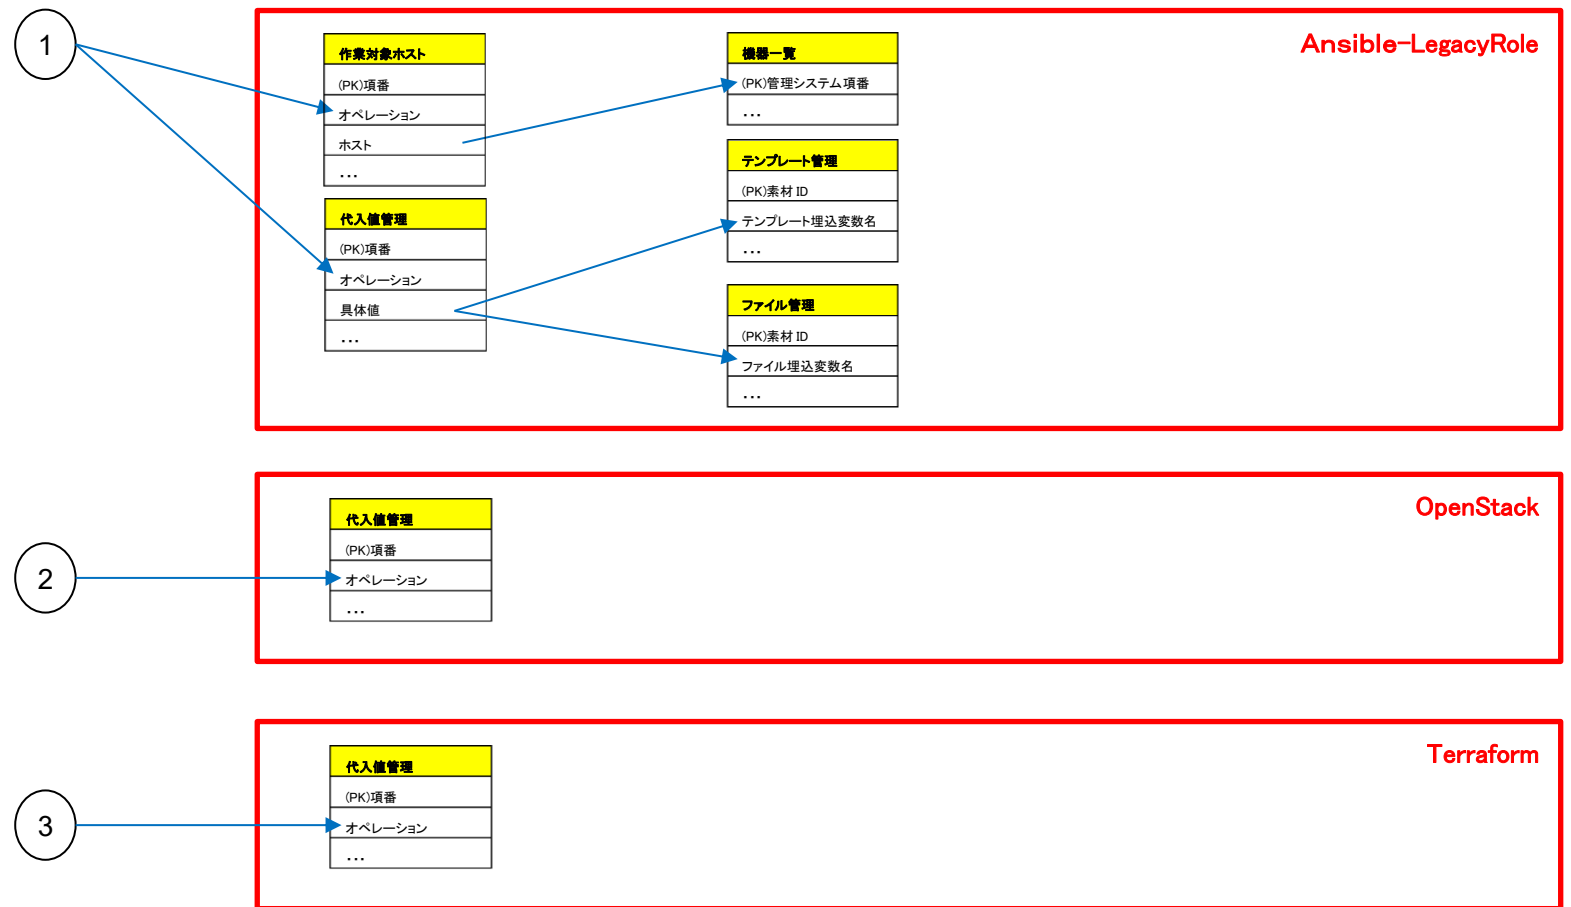 1
Ansible-LegacyRole
作業対象ホスト
(PK)項番
オペレーション
ホスト
...
代入値管理
(PK)項番
オペレーション
具体値
...
機器一覧
(PK)管理システム項番
...
テンプレート管理
(PK)素材 ID
テンプレート埋込変数名
...
ファイル管理
(PK)素材 ID
ファイル埋込変数名
...
2
OpenStack
代入値管理
(PK)項番
オペレーション
...
3
Terraform
代入値管理
(PK)項番
オペレーション
...